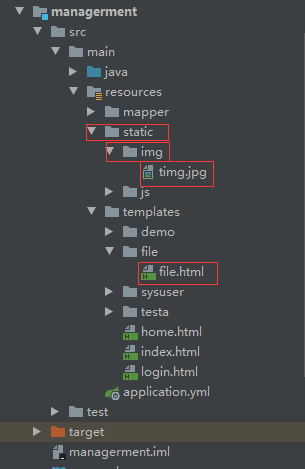 managerment
src
main
java
resources
mapper
static
img
timg.jpg
js
templates
demo
file
file.html
sysuser
testa
home.html
index.html
login.html
application.yml
test
target
managerment.iml